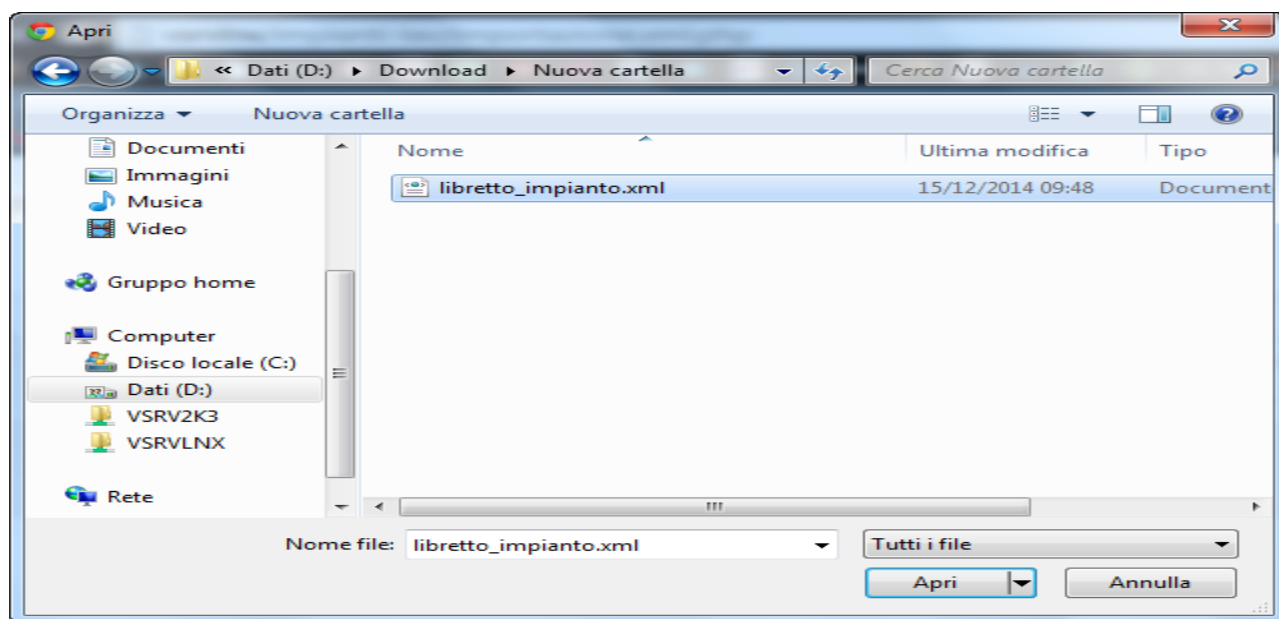 Apri
« Dati (D:) ▸ Download ▸ Nuova cartella
Cerca Nuova cartella
Organizza
Nuova cartella
Documenti
Immagini
Musica
Video
Gruppo home
Computer
Disco locale (C:)
Dati (D:)
VSRV2K3
VSRVLNX
Rete
Nome
Ultima modifica
Tipo
libretto_impianto.xml
15/12/2014 09:48
Document
Nome file:
libretto_impianto.xml
Tutti i file
Apri
Annulla